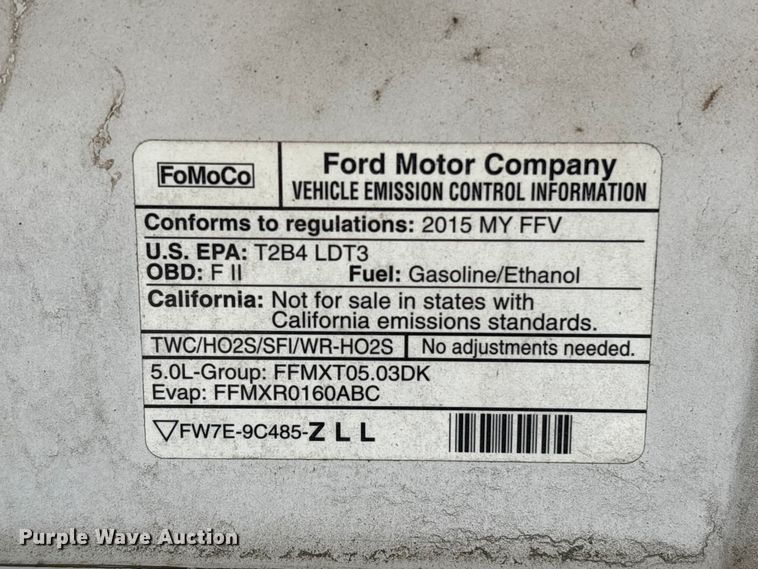 FoMoCo
Ford Motor Company
VEHICLE EMISSION CONTROL INFORMATION
Conforms to regulations: 2015 MY FFV
U.S. EPA: T2B4 LDT3
OBD: F II Fuel: Gasoline/Ethanol
California: Not for sale in states with
California emissions standards.
TWC/HO2S/SFI/WR-HO2S No adjustments needed.
5.0L-Group: FFMXT05.03DK
Evap: FFMXR0160ABC
FW7E-9C485-ZLL
Purple Wave Auction